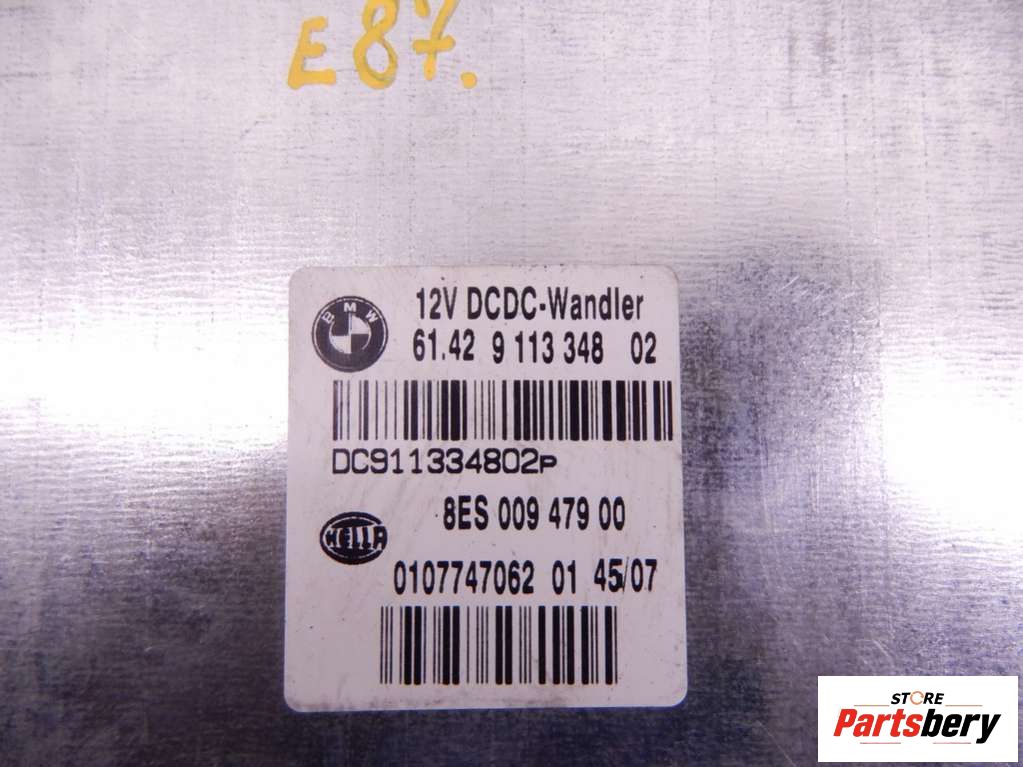 E87.
12V DCDC-Wandler
BMW
61.42 9 113 348 02
DC911334802P
8ES 009 479 00
HELLA
0107747062 01 45/07
STORE
Partsbery